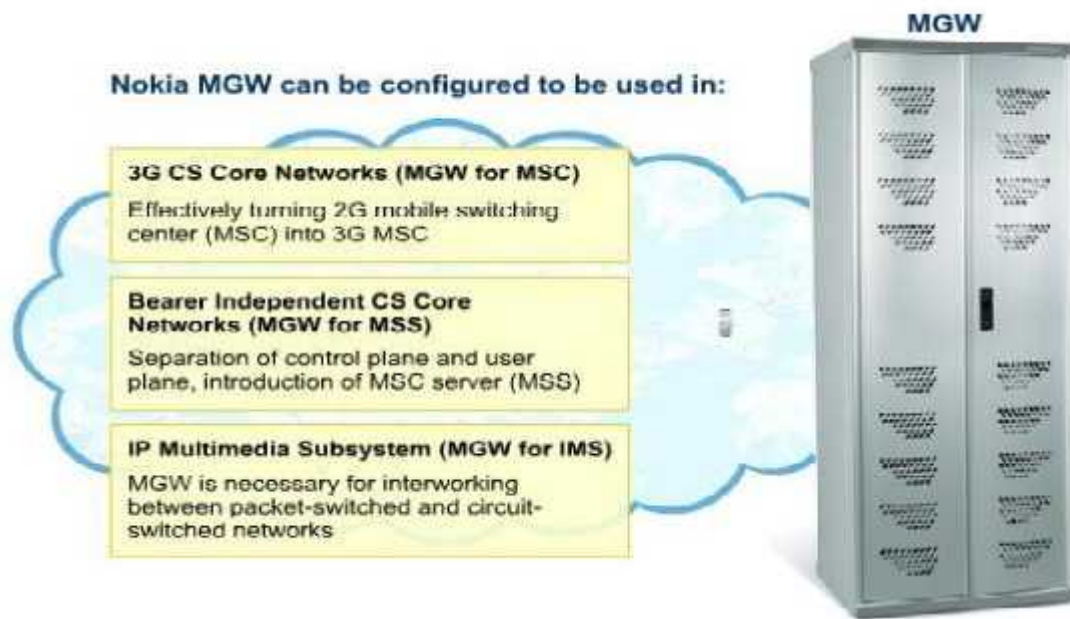 MGW
Nokia MGW can be configured to be used in:
3G CS Core Networks (MGW for MSC)
Effectively turning 2G mobile switching
center (MSC) into 3G MSC
Bearer Independent CS Core
Networks (MGW for MSS)
Separation of control plane and user
plane, introduction of MSC server (MSS)
IP Multimedia Subsystem (MGW for IMS)
MGW is necessary for interworking
between packet-switched and circuit-
switched networks